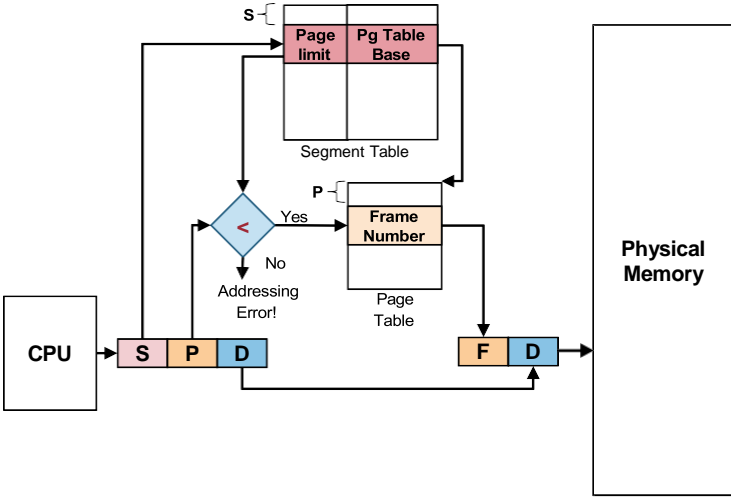 S
Page
limit
Pg Table
Base
Segment Table
P
<
Yes
Frame
Number
No
Addressing
Error!
Page
Table
Physical
Memory
CPU
S P D
F D